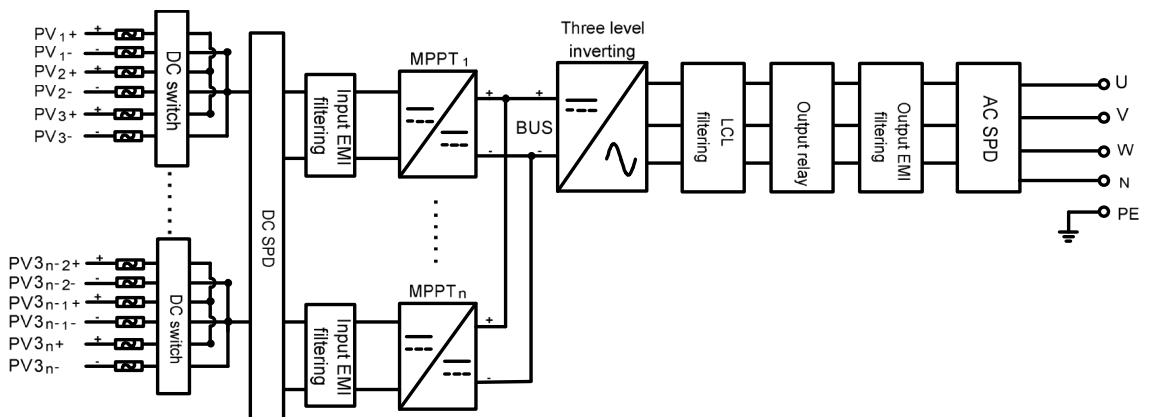 PV1+
PV1-
PV2+
PV2-
PV3+
PV3-
+
-
+
-
+
-
DC switch
PV3n-2+
PV3n-2-
PV3n-1+
PV3n-1-
PV3n+
PV3n-
+
-
+
-
+
-
DC switch
DC SPD
Input EMI
filtering
Input EMI
filtering
MPPT1
MPPTn
+
+
BUS
-
-
+
-
Three level
inverting
LCL
filtering
Output relay
Output EMI
filtering
AC SPD
U
V
W
N
PE